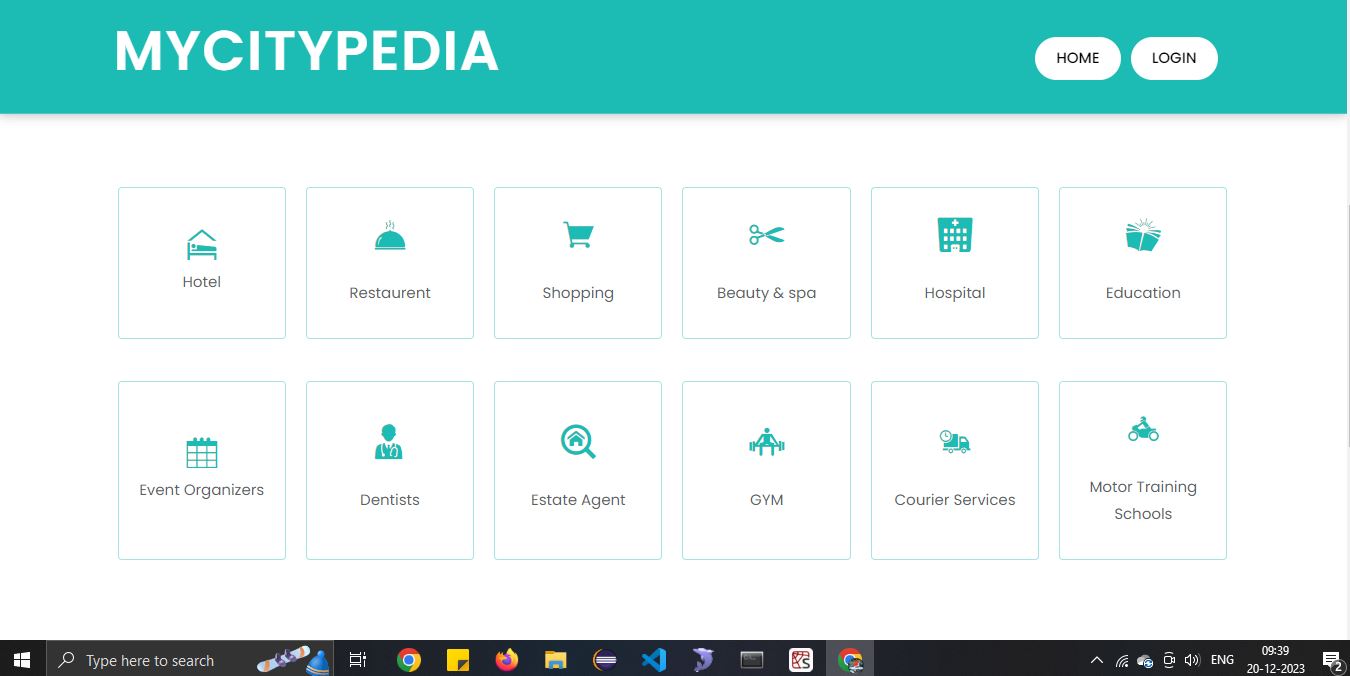 MYCITYPEDIA
HOME
LOGIN
Hotel
Restaurent
Shopping
Beauty & spa
Hospital
Education
Event Organizers
Dentists
Estate Agent
GYM
Courier Services
Motor Training
Schools
Type here to search
ENG
09:39
20-12-2023
2